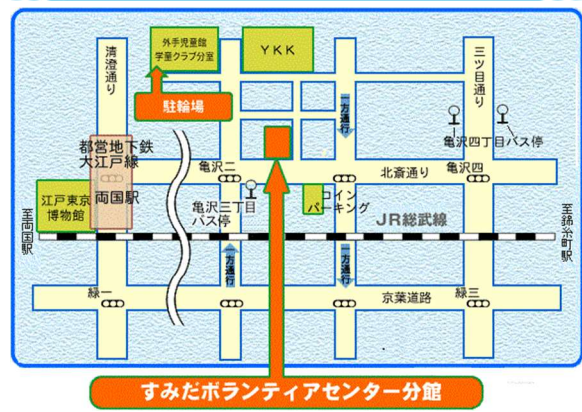 外手児童館
学童クラブ分室
YKK
清澄通り
三ツ目通り
駐輪場
一方通行
亀沢四丁目バス停
都営地下鉄
大江戸線
両国駅
亀沢二
北斎通り
亀沢四
江戸東京
博物館
亀沢三丁目
バス停
コイン
パーキング
JR総武線
至両国駅
至錦糸町駅
一方通行
一方通行
緑一
京葉道路
緑三
すみだボランティアセンター分館